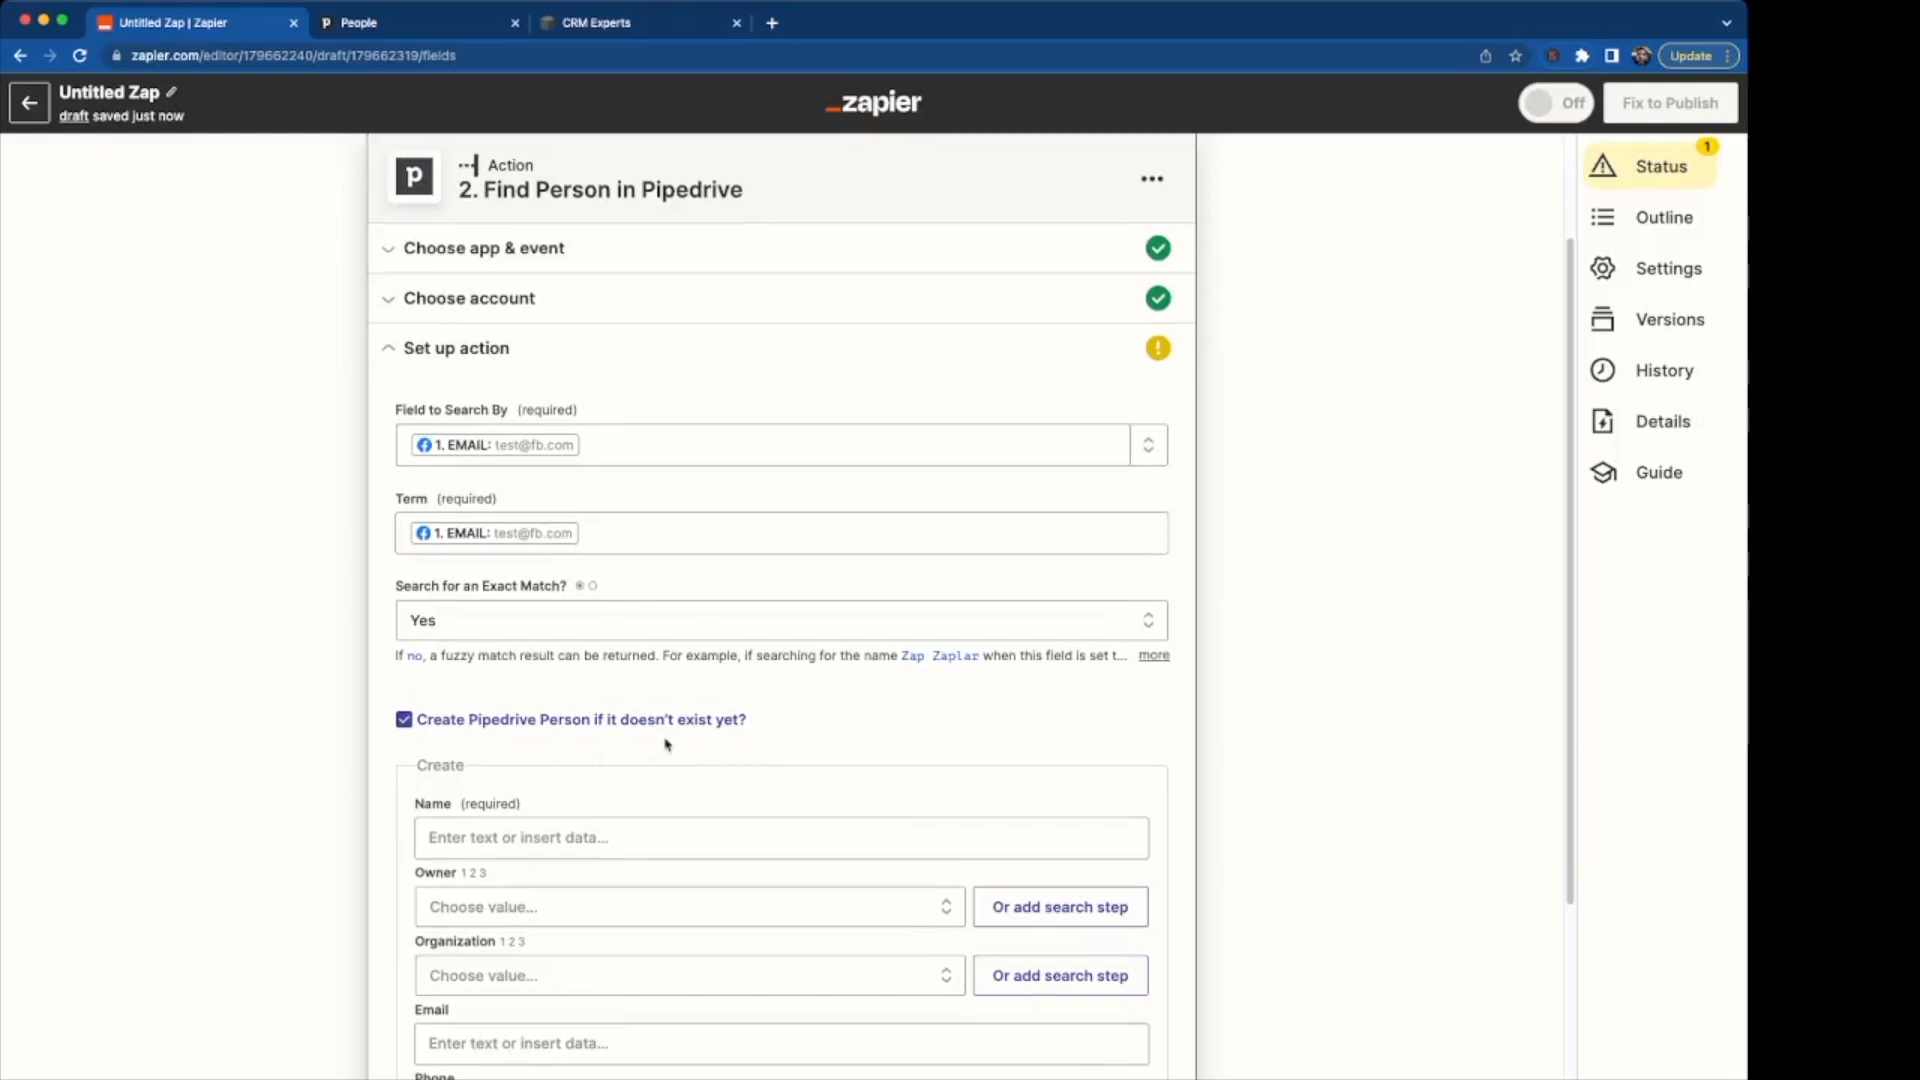 Untitled Zap | Zapier
People
CRM Experts
zapier.com/editor/179662240/draft/179662319/fields
Update
Untitled Zap
draft saved just now
zapier
Off
Fix to Publish
p
Action
2. Find Person in Pipedrive
Choose app & event
Choose account
Set up action
Field to Search By (required)
1. EMAIL: test@fb.com
Term (required)
1. EMAIL: test@fb.com
Search for an Exact Match?
Yes
If no, a fuzzy match result can be returned. For example, if searching for the name Zap Zaplar when this field is set t... more
Create Pipedrive Person if it doesn't exist yet?
Create
Name (required)
Enter text or insert data...
Owner 1 2 3
Choose value...
Or add search step
Organization 1 2 3
Choose value...
Or add search step
Email
Enter text or insert data...
Phone
1
Status
Outline
Settings
Versions
History
Details
Guide